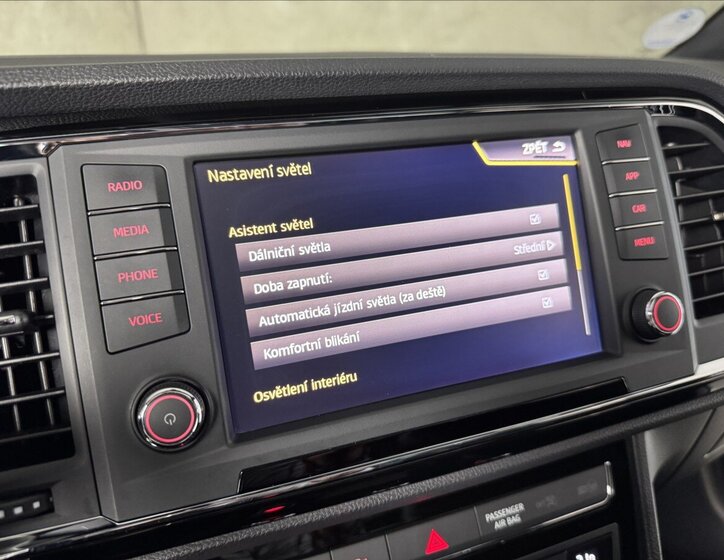 RADIO
MEDIA
PHONE
VOICE
Nastavení světel
ZPĚT
Asistent světel
Dálniční světla
Doba zapnutí:
Střední
Automatická jízdní světla (za deště)
Komfortní blikání
Osvětlení interiéru
NAV
APP
CAR
MENU
PASSENGER
AIR BAG